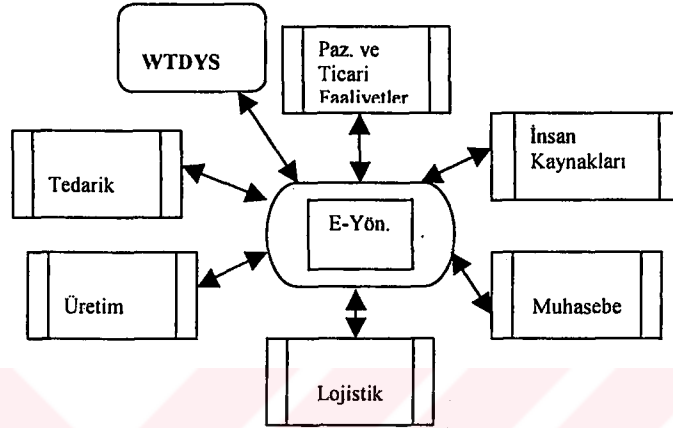 WTDYS
Paz. ve
Ticari
Faaliyetler
İnsan
Kaynakları
Tedarik
E-Yön.
Üretim
Muhasebe
Lojistik